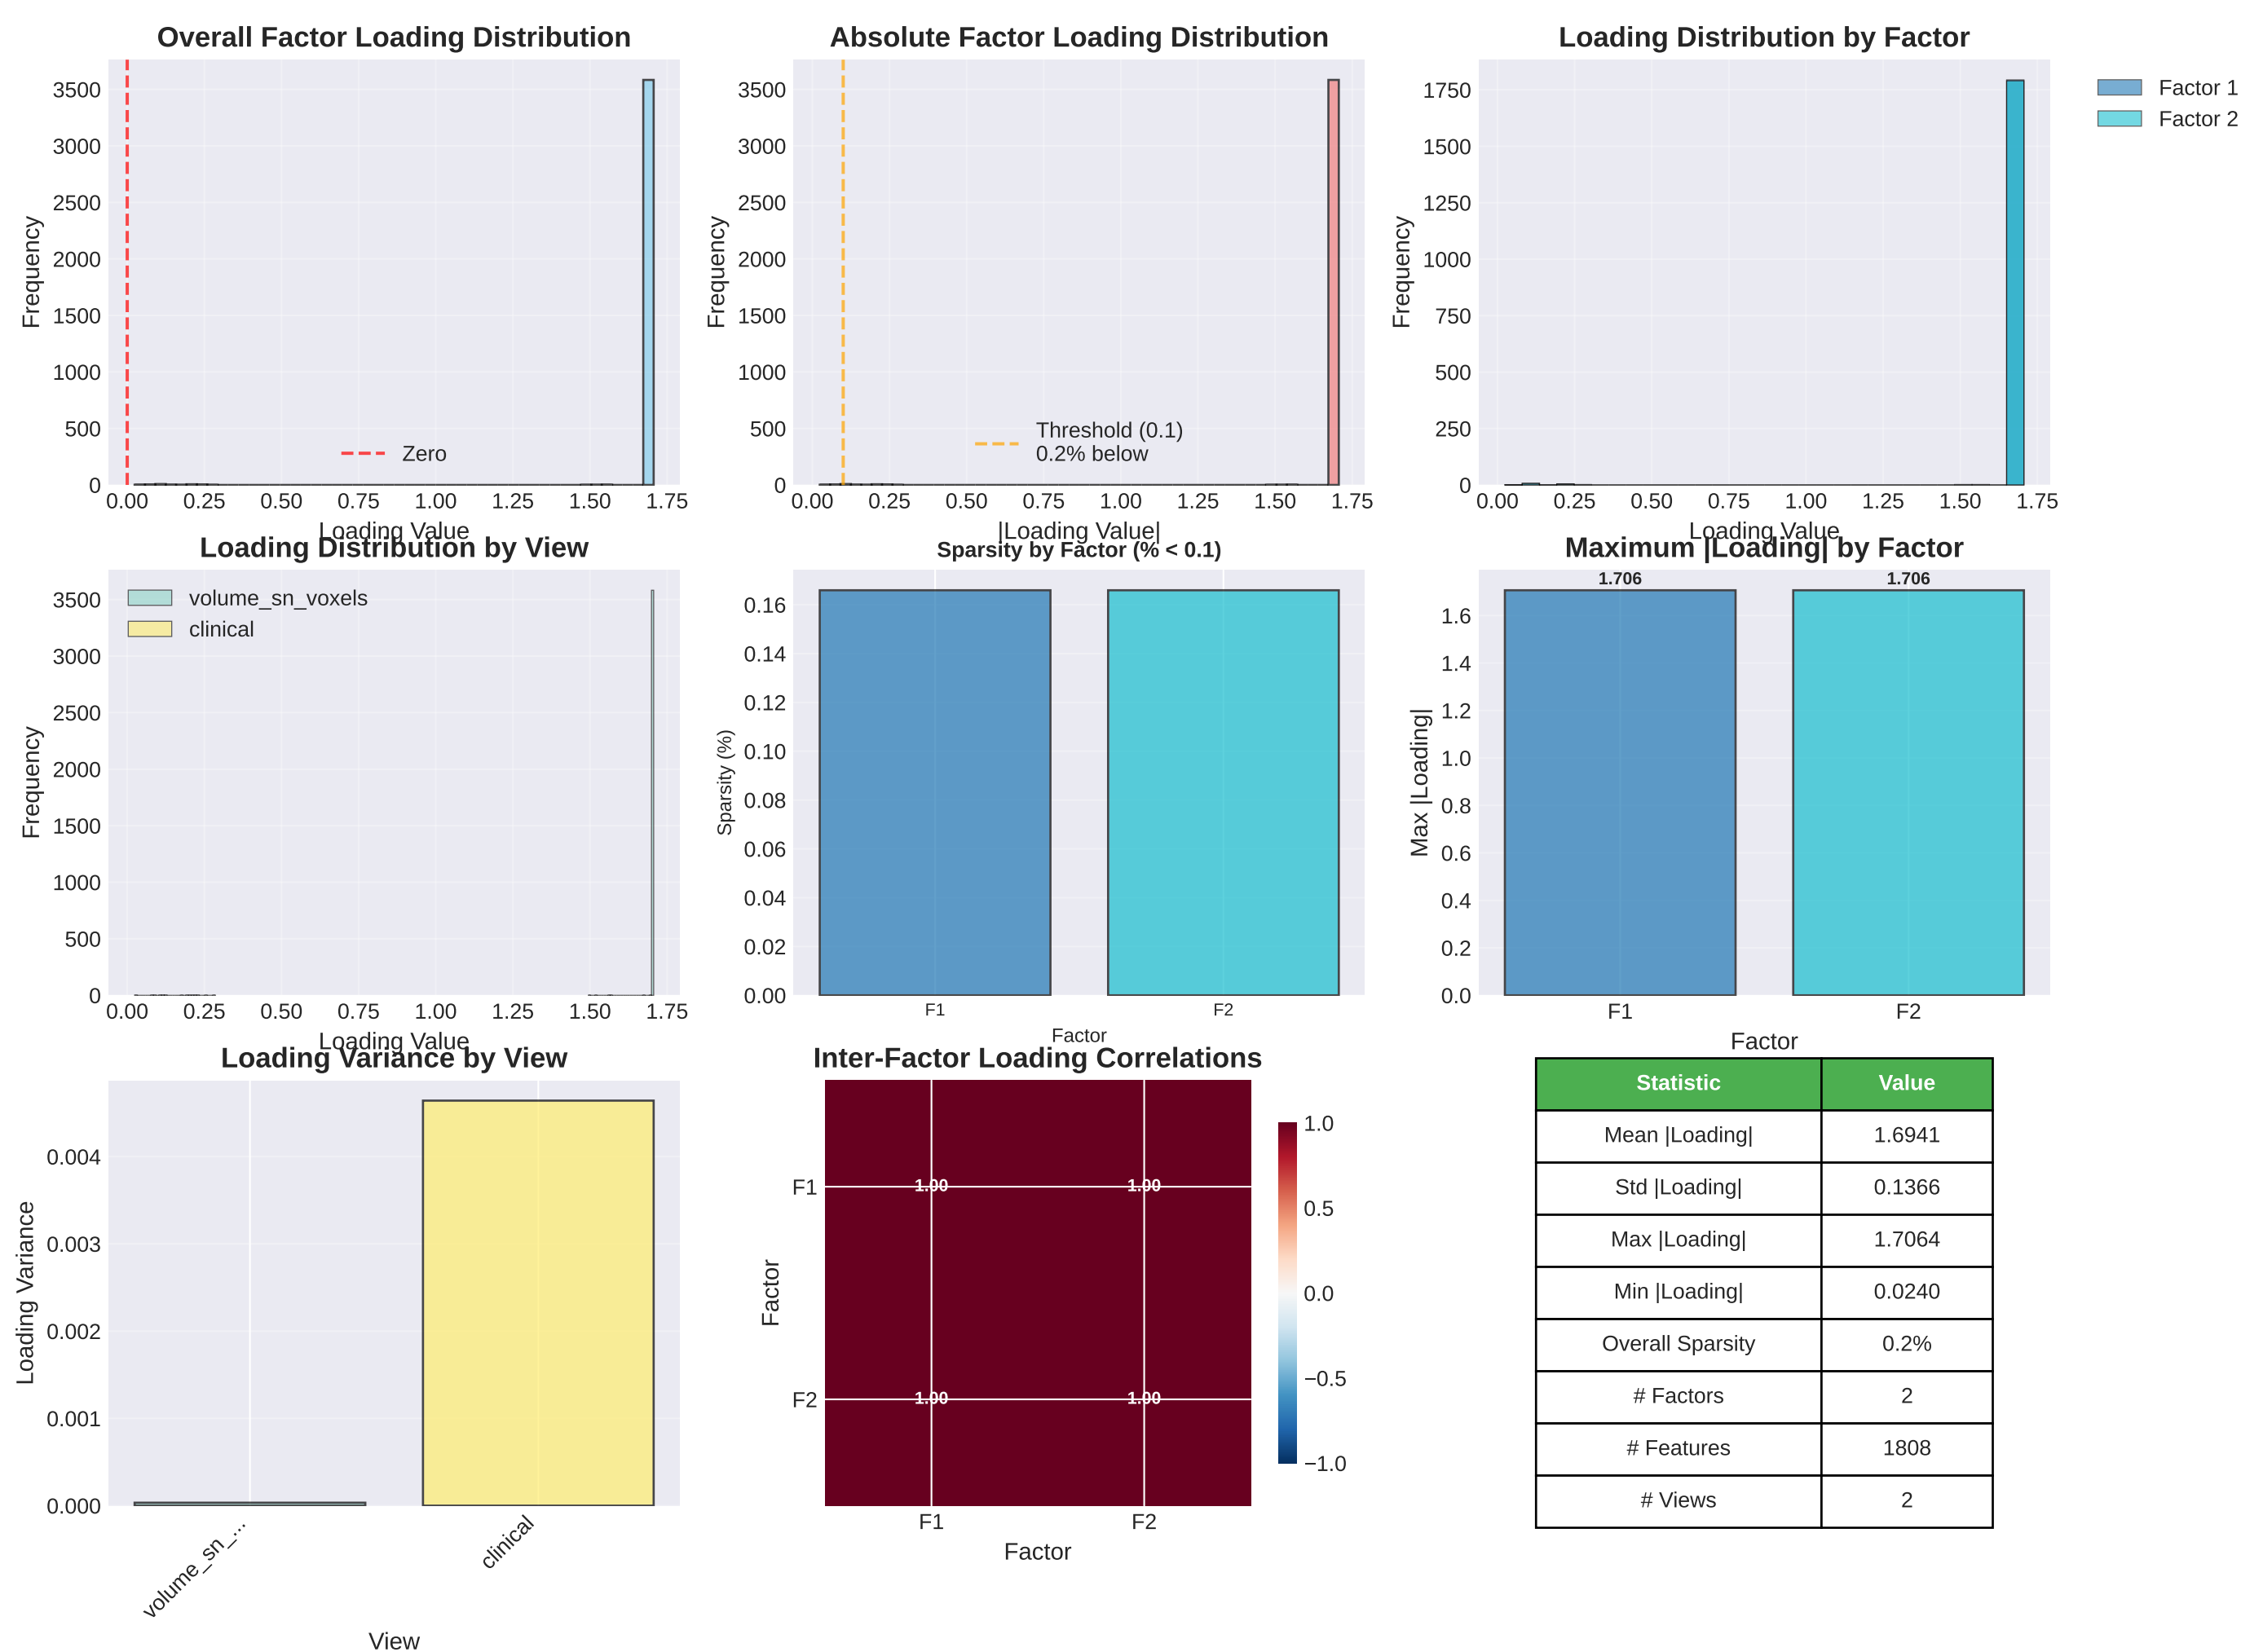 Overall Factor Loading Distribution
Frequency
3500
3000
2500
2000
1500
1000
500
0
Zero
0.00 0.25 0.50 0.75 1.00 1.25 1.50 1.75
Loading Value
Absolute Factor Loading Distribution
Frequency
3500
3000
2500
2000
1500
1000
500
0
Threshold (0.1)
0.2% below
0.00 0.25 0.50 0.75 1.00 1.25 1.50 1.75
|Loading Value|
Loading Distribution by Factor
Frequency
1750
1500
1250
1000
750
500
250
0
0.00 0.25 0.50 0.75 1.00 1.25 1.50 1.75
Loading Value
Factor 1
Factor 2
Loading Distribution by View
Frequency
3500
3000
2500
2000
1500
1000
500
0
volume_sn_voxels
clinical
0.00 0.25 0.50 0.75 1.00 1.25 1.50 1.75
Loading Value
Sparsity by Factor (% < 0.1)
Sparsity (%)
0.16
0.14
0.12
0.10
0.08
0.06
0.04
0.02
0.00
F1 F2
Factor
Maximum |Loading| by Factor
Max |Loading|
1.706 1.706
1.6
1.4
1.2
1.0
0.8
0.6
0.4
0.2
0.0
F1 F2
Factor
Loading Variance by View
Loading Variance
0.004
0.003
0.002
0.001
0.000
volume_sn_...
clinical
View
Inter-Factor Loading Correlations
Factor
F1
F2
1.00 1.00
1.00 1.00
F1 F2
Factor
1.0
0.5
0.0
−0.5
−1.0
Statistic Value
Mean |Loading| 1.6941
Std |Loading| 0.1366
Max |Loading| 1.7064
Min |Loading| 0.0240
Overall Sparsity 0.2%
# Factors 2
# Features 1808
# Views 2